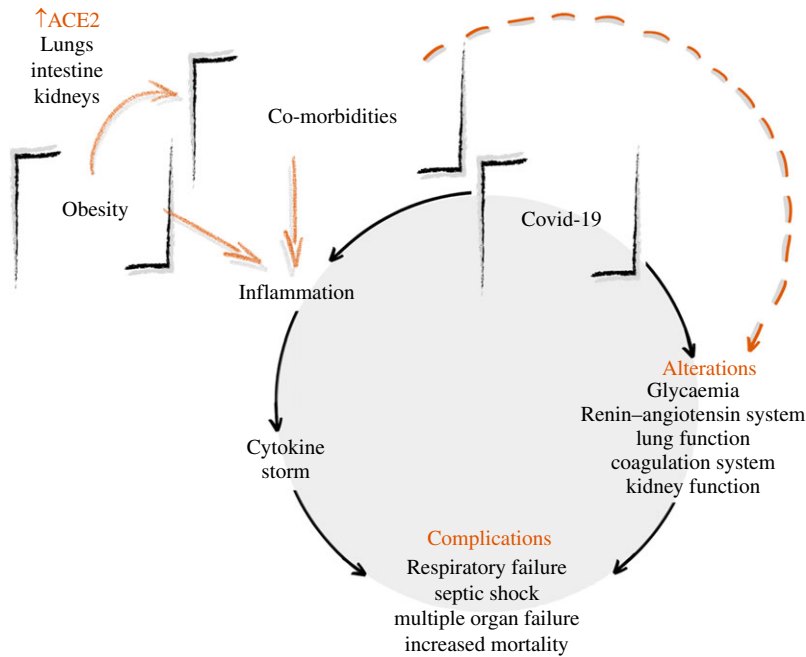 ↑ACE2
Lungs
intestine
kidneys
Co-morbidities
Obesity
Covid-19
Inflammation
Alterations
Glycaemia
Renin–angiotensin system
lung function
coagulation system
kidney function
Cytokine
storm
Complications
Respiratory failure
septic shock
multiple organ failure
increased mortality